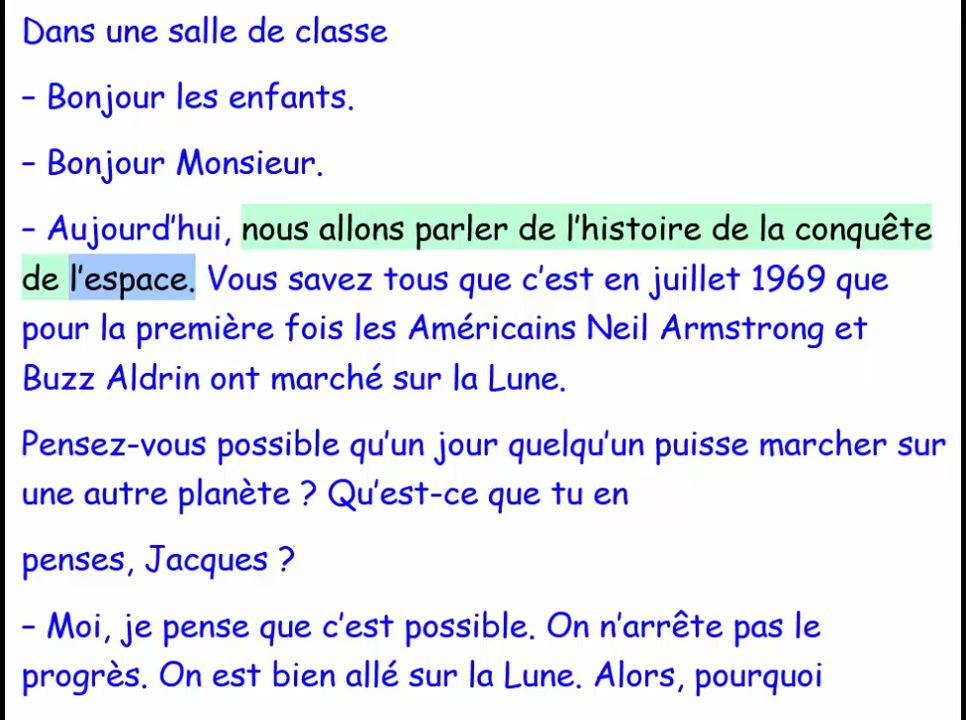 Dans une salle de classe
– Bonjour les enfants.
– Bonjour Monsieur.
– Aujourd'hui, nous allons parler de l'histoire de la conquête
de l'espace. Vous savez tous que c'est en juillet 1969 que
pour la première fois les Américains Neil Armstrong et
Buzz Aldrin ont marché sur la Lune.
Pensez-vous possible qu'un jour quelqu'un puisse marcher sur
une autre planète ? Qu'est-ce que tu en
penses, Jacques ?
– Moi, je pense que c'est possible. On n'arrête pas le
progrès. On est bien allé sur la Lune. Alors, pourquoi